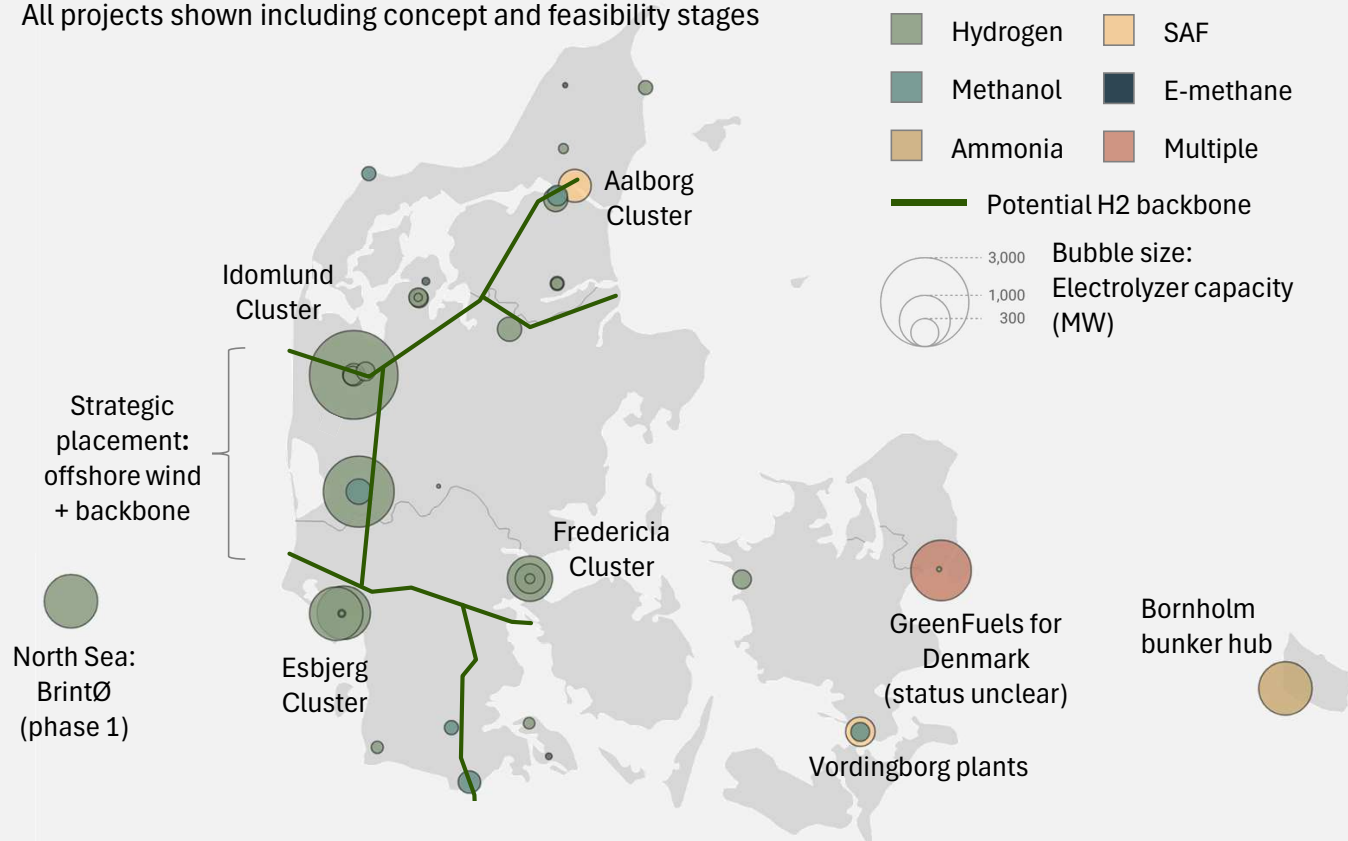 All projects shown including concept and feasibility stages
Hydrogen
SAF
Methanol
E-methane
Ammonia
Multiple
Potential H2 backbone
3,000
1,000
300
Bubble size:
Electrolyzer capacity
(MW)
Aalborg
Cluster
Idomlund
Cluster
Strategic
placement:
offshore wind
+ backbone
Fredericia
Cluster
North Sea:
BrintØ
(phase 1)
Esbjerg
Cluster
GreenFuels for
Denmark
(status unclear)
Bornholm
bunker hub
Vordingborg plants